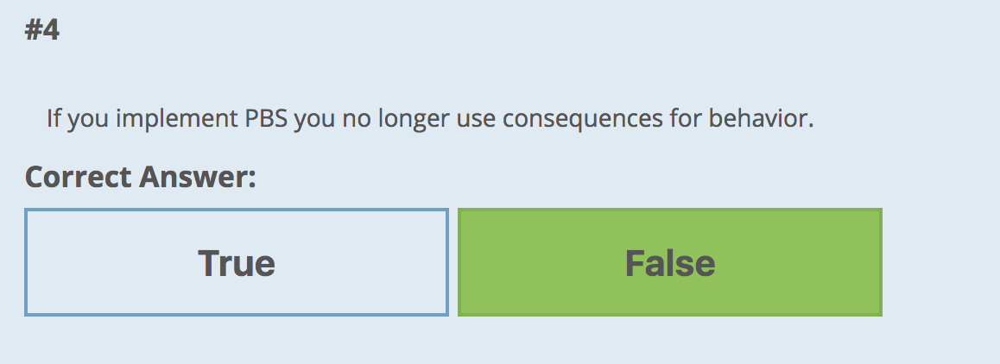 #4
If you implement PBS you no longer use consequences for behavior.
Correct Answer:
True
False